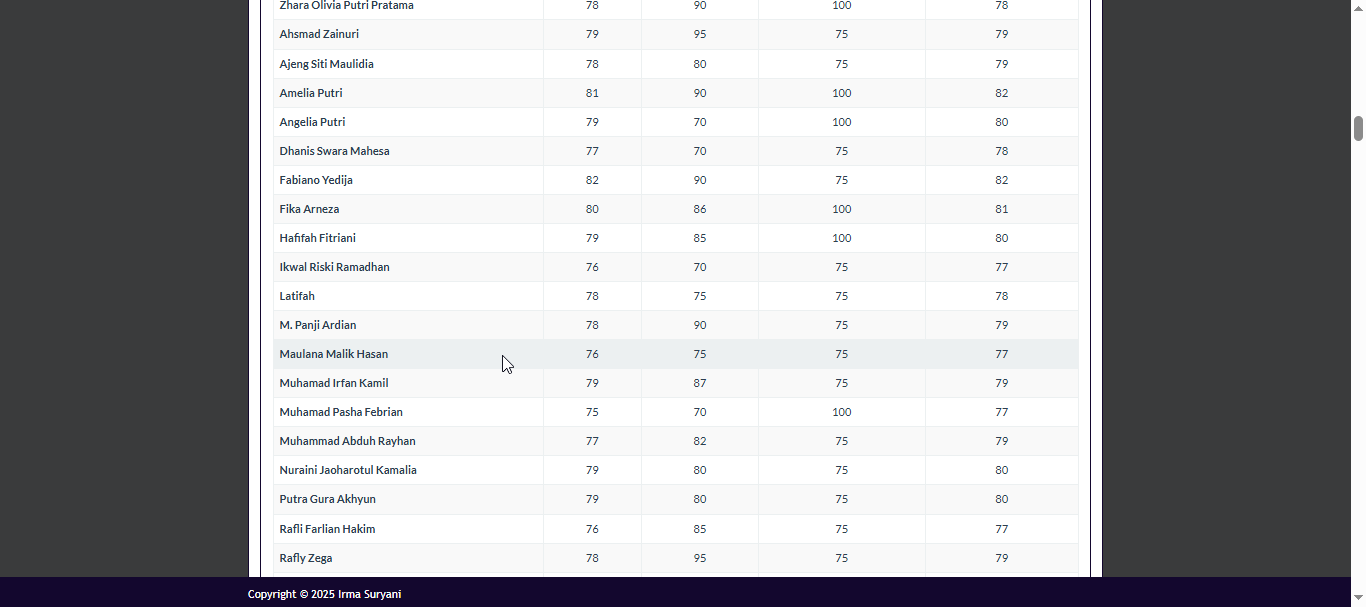 Zhara Olivia Putri Pratama 78 90 100 78
Ahsmad Zainuri 79 95 75 79
Ajeng Siti Maulidia 78 80 75 79
Amelia Putri 81 90 100 82
Angelia Putri 79 70 100 80
Dhanis Swara Mahesa 77 70 75 78
Fabiano Yedija 82 90 75 82
Fika Arneza 80 86 100 81
Hafifah Fitriani 79 85 100 80
Ikwal Riski Ramadhan 76 70 75 77
Latifah 78 75 75 78
M. Panji Ardian 78 90 75 79
Maulana Malik Hasan 76 75 75 77
Muhamad Irfan Kamil 79 87 75 79
Muhamad Pasha Febrian 75 70 100 77
Muhammad Abduh Rayhan 77 82 75 79
Nuraini Jaoharotul Kamalia 79 80 75 80
Putra Gura Akhyun 79 80 75 80
Rafli Farlian Hakim 76 85 75 77
Rafly Zega 78 95 75 79
Copyright © 2025 Irma Suryani